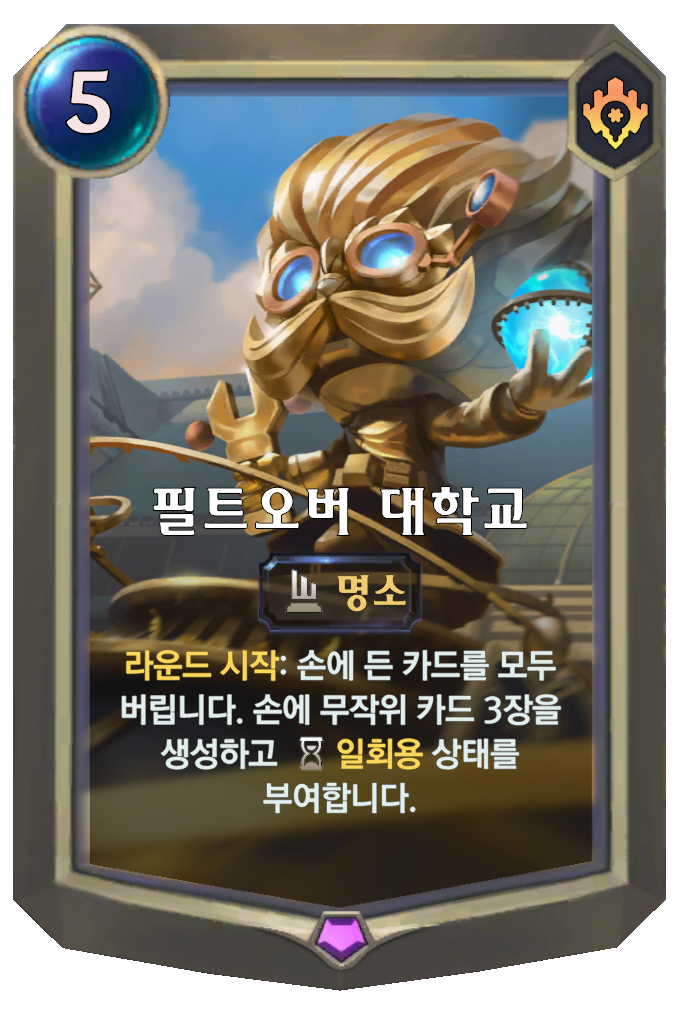 5
필트오버 대학교
명소
라운드 시작: 손에 든 카드를 모두
버립니다. 손에 무작위 카드 3장을
생성하고 일회용 상태를
부여합니다.